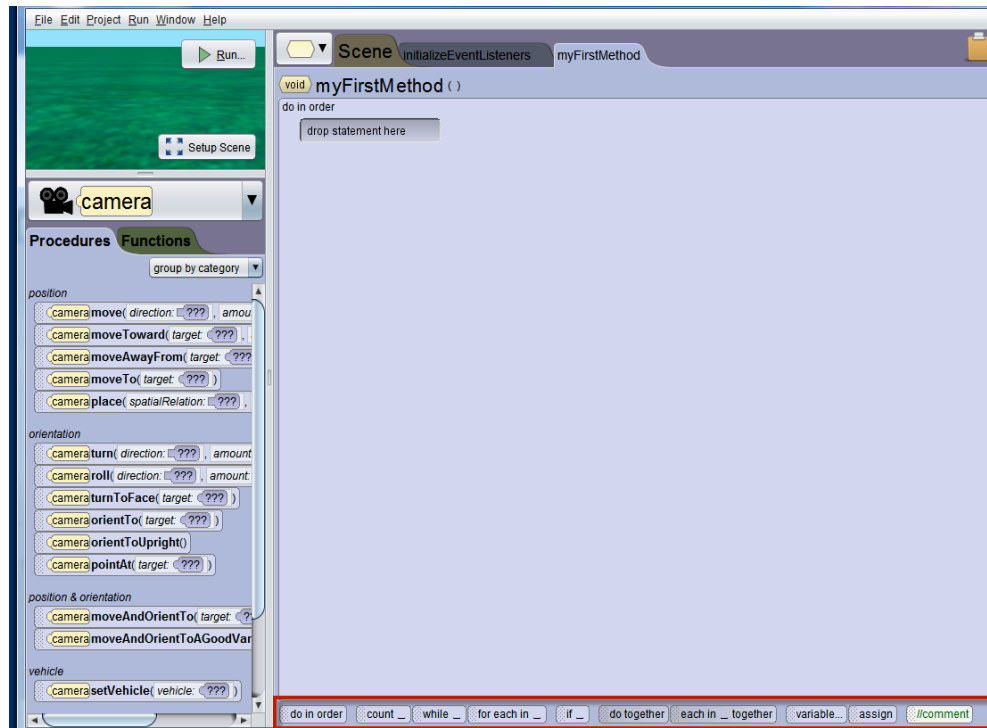 File Edit Project Run Window Help
Run...
Setup Scene
camera
Procedures Functions
group by category
position
camera move( direction: ??? , amou
camera moveToward( target: ??? ,
camera moveAwayFrom( target: ???
camera moveTo( target: ??? )
camera place( spatialRelation: ??? ,
orientation
camera turn( direction: ??? , amount
camera roll( direction: ??? , amount:
camera turnToFace( target: ??? )
camera orientTo( target: ??? )
camera orientToUpright()
camera pointAt( target: ??? )
position & orientation
camera moveAndOrientTo( target: ??
camera moveAndOrientToAGoodVan
vehicle
camera setVehicle( vehicle: ??? )
Scene initializeEventListeners myFirstMethod
void myFirstMethod ( )
do in order
drop statement here
do in order count _ while _ for each in _ if _ do together each in _ together variable... assign //comment